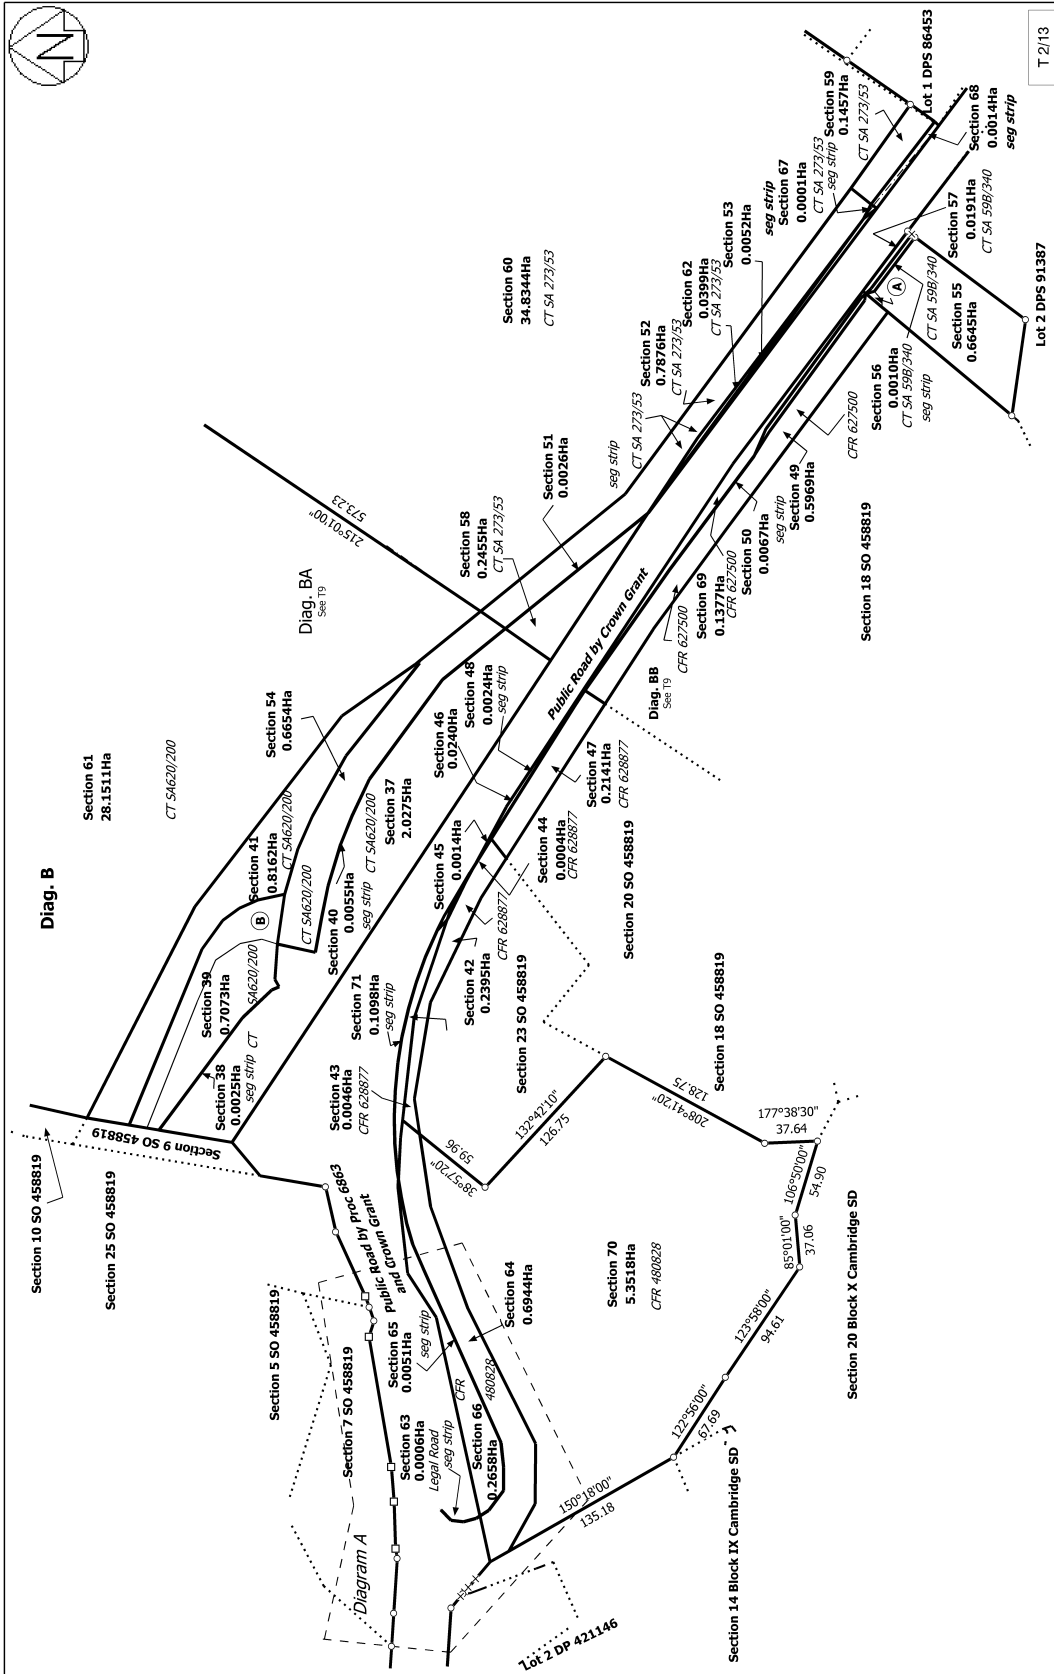 N
T 2/13
Diag. B
Section 61
28.1511Ha
CT SA620/200
Section 60
34.8344Ha
CT SA 273/53
Diag. BA
See T9
215°01'00"
573.23
Section 59
0.1457Ha
CT SA 273/53
Lot 1 DPS 86453
Section 68
0.0014Ha
seg strip
seg strip
Section 67
0.0001Ha
CT SA 273/53
seg strip
Section 53
0.0052Ha
Section 62
0.0399Ha
CT SA 273/53
Section 52
0.7876Ha
CT SA 273/53
CT SA 273/53
seg strip
Section 51
0.0026Ha
Section 58
0.2455Ha
CT SA 273/53
Section 54
0.6654Ha
Section 41
0.8162Ha
CT SA620/200
B
CT SA620/200
Section 40
0.0055Ha
seg strip
CT SA620/200
Section 37
2.0275Ha
Section 39
0.7073Ha
CT
SA620/200
Section 38
0.0025Ha
seg strip
Section 9 SO 458819
Section 10 SO 458819
Section 25 SO 458819
Section 5 SO 458819
Section 7 SO 458819
Public Road by Proc 6863
and Crown Grant
Public Road by Crown Grant
Section 48
0.0024Ha
seg strip
Section 46
0.0240Ha
Section 45
0.0014Ha
Section 44
0.0004Ha
CFR 628877
Section 47
0.2141Ha
CFR 628877
CFR 628877
Section 42
0.2395Ha
Section 71
0.1098Ha
seg strip
Section 43
0.0046Ha
CFR 628877
Section 23 SO 458819
Section 20 SO 458819
Section 18 SO 458819
Diag. BB
See T9
CFR 627500
Section 69
0.1377Ha
CFR 627500
Section 50
0.0067Ha
seg strip
Section 49
0.5969Ha
CFR 627500
Section 18 SO 458819
Section 56
0.0010Ha
CT SA 59B/340
seg strip
A
Section 57
0.0191Ha
CT SA 59B/340
CT SA 59B/340
Section 55
0.6645Ha
Lot 2 DPS 91387
38°57'20"
59.96
132°42'10"
126.75
208°41'20"
128.75
177°38'30"
37.64
106°50'00"
54.90
85°01'00"
37.06
123°58'00"
94.61
122°56'00"
67.69
150°18'00"
135.18
Section 70
5.3518Ha
CFR 480828
Section 64
0.6944Ha
Section 65
0.0051Ha
seg strip
CFR
480828
Section 66
0.2658Ha
Section 63
0.0006Ha
Legal Road
seg strip
Diagram A
Section 20 Block X Cambridge SD
Section 14 Block IX Cambridge SD
Lot 2 DP 421146